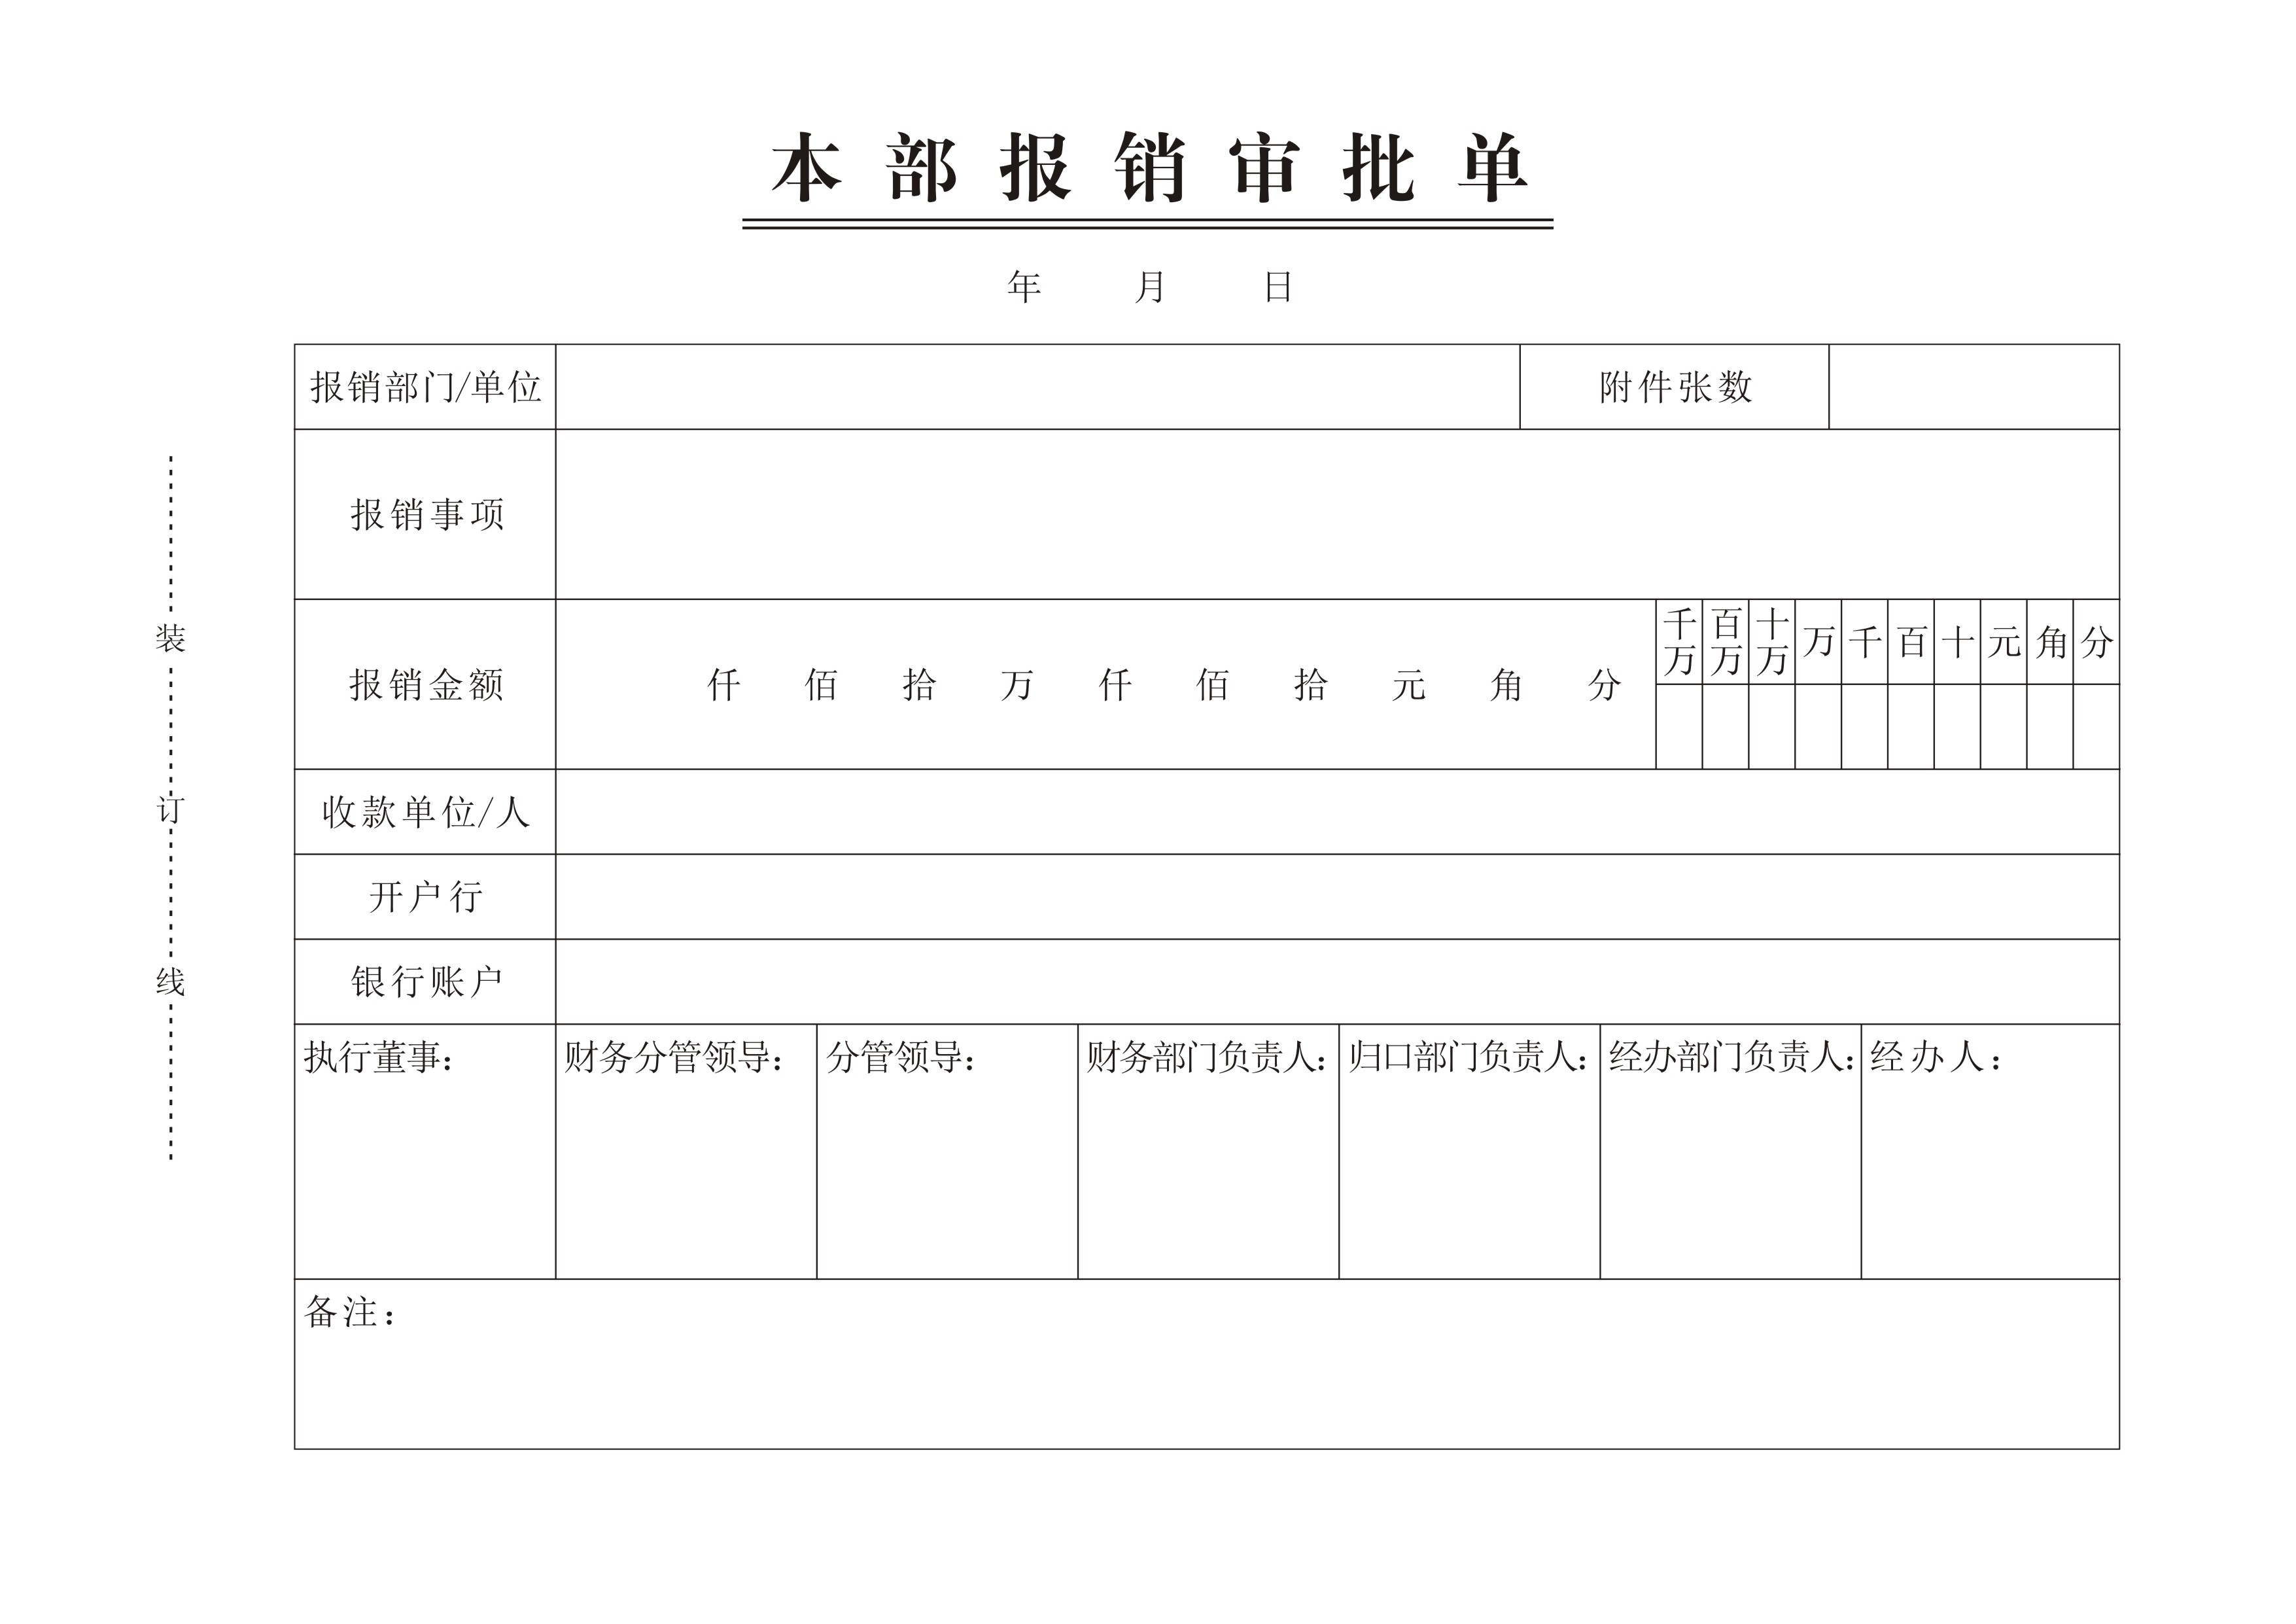 本部报销审批单
年 月 日
报销部门/单位 附件张数
报销事项
报销金额 仟 佰 拾 万 仟 佰 拾 元 角 分 千万 百万 十万 万 千 百 十 元 角 分
收款单位/人
开户行
银行账户
执行董事: 财务分管领导: 分管领导: 财务部门负责人: 归口部门负责人: 经办部门负责人: 经办人:
备注:
装
订
线